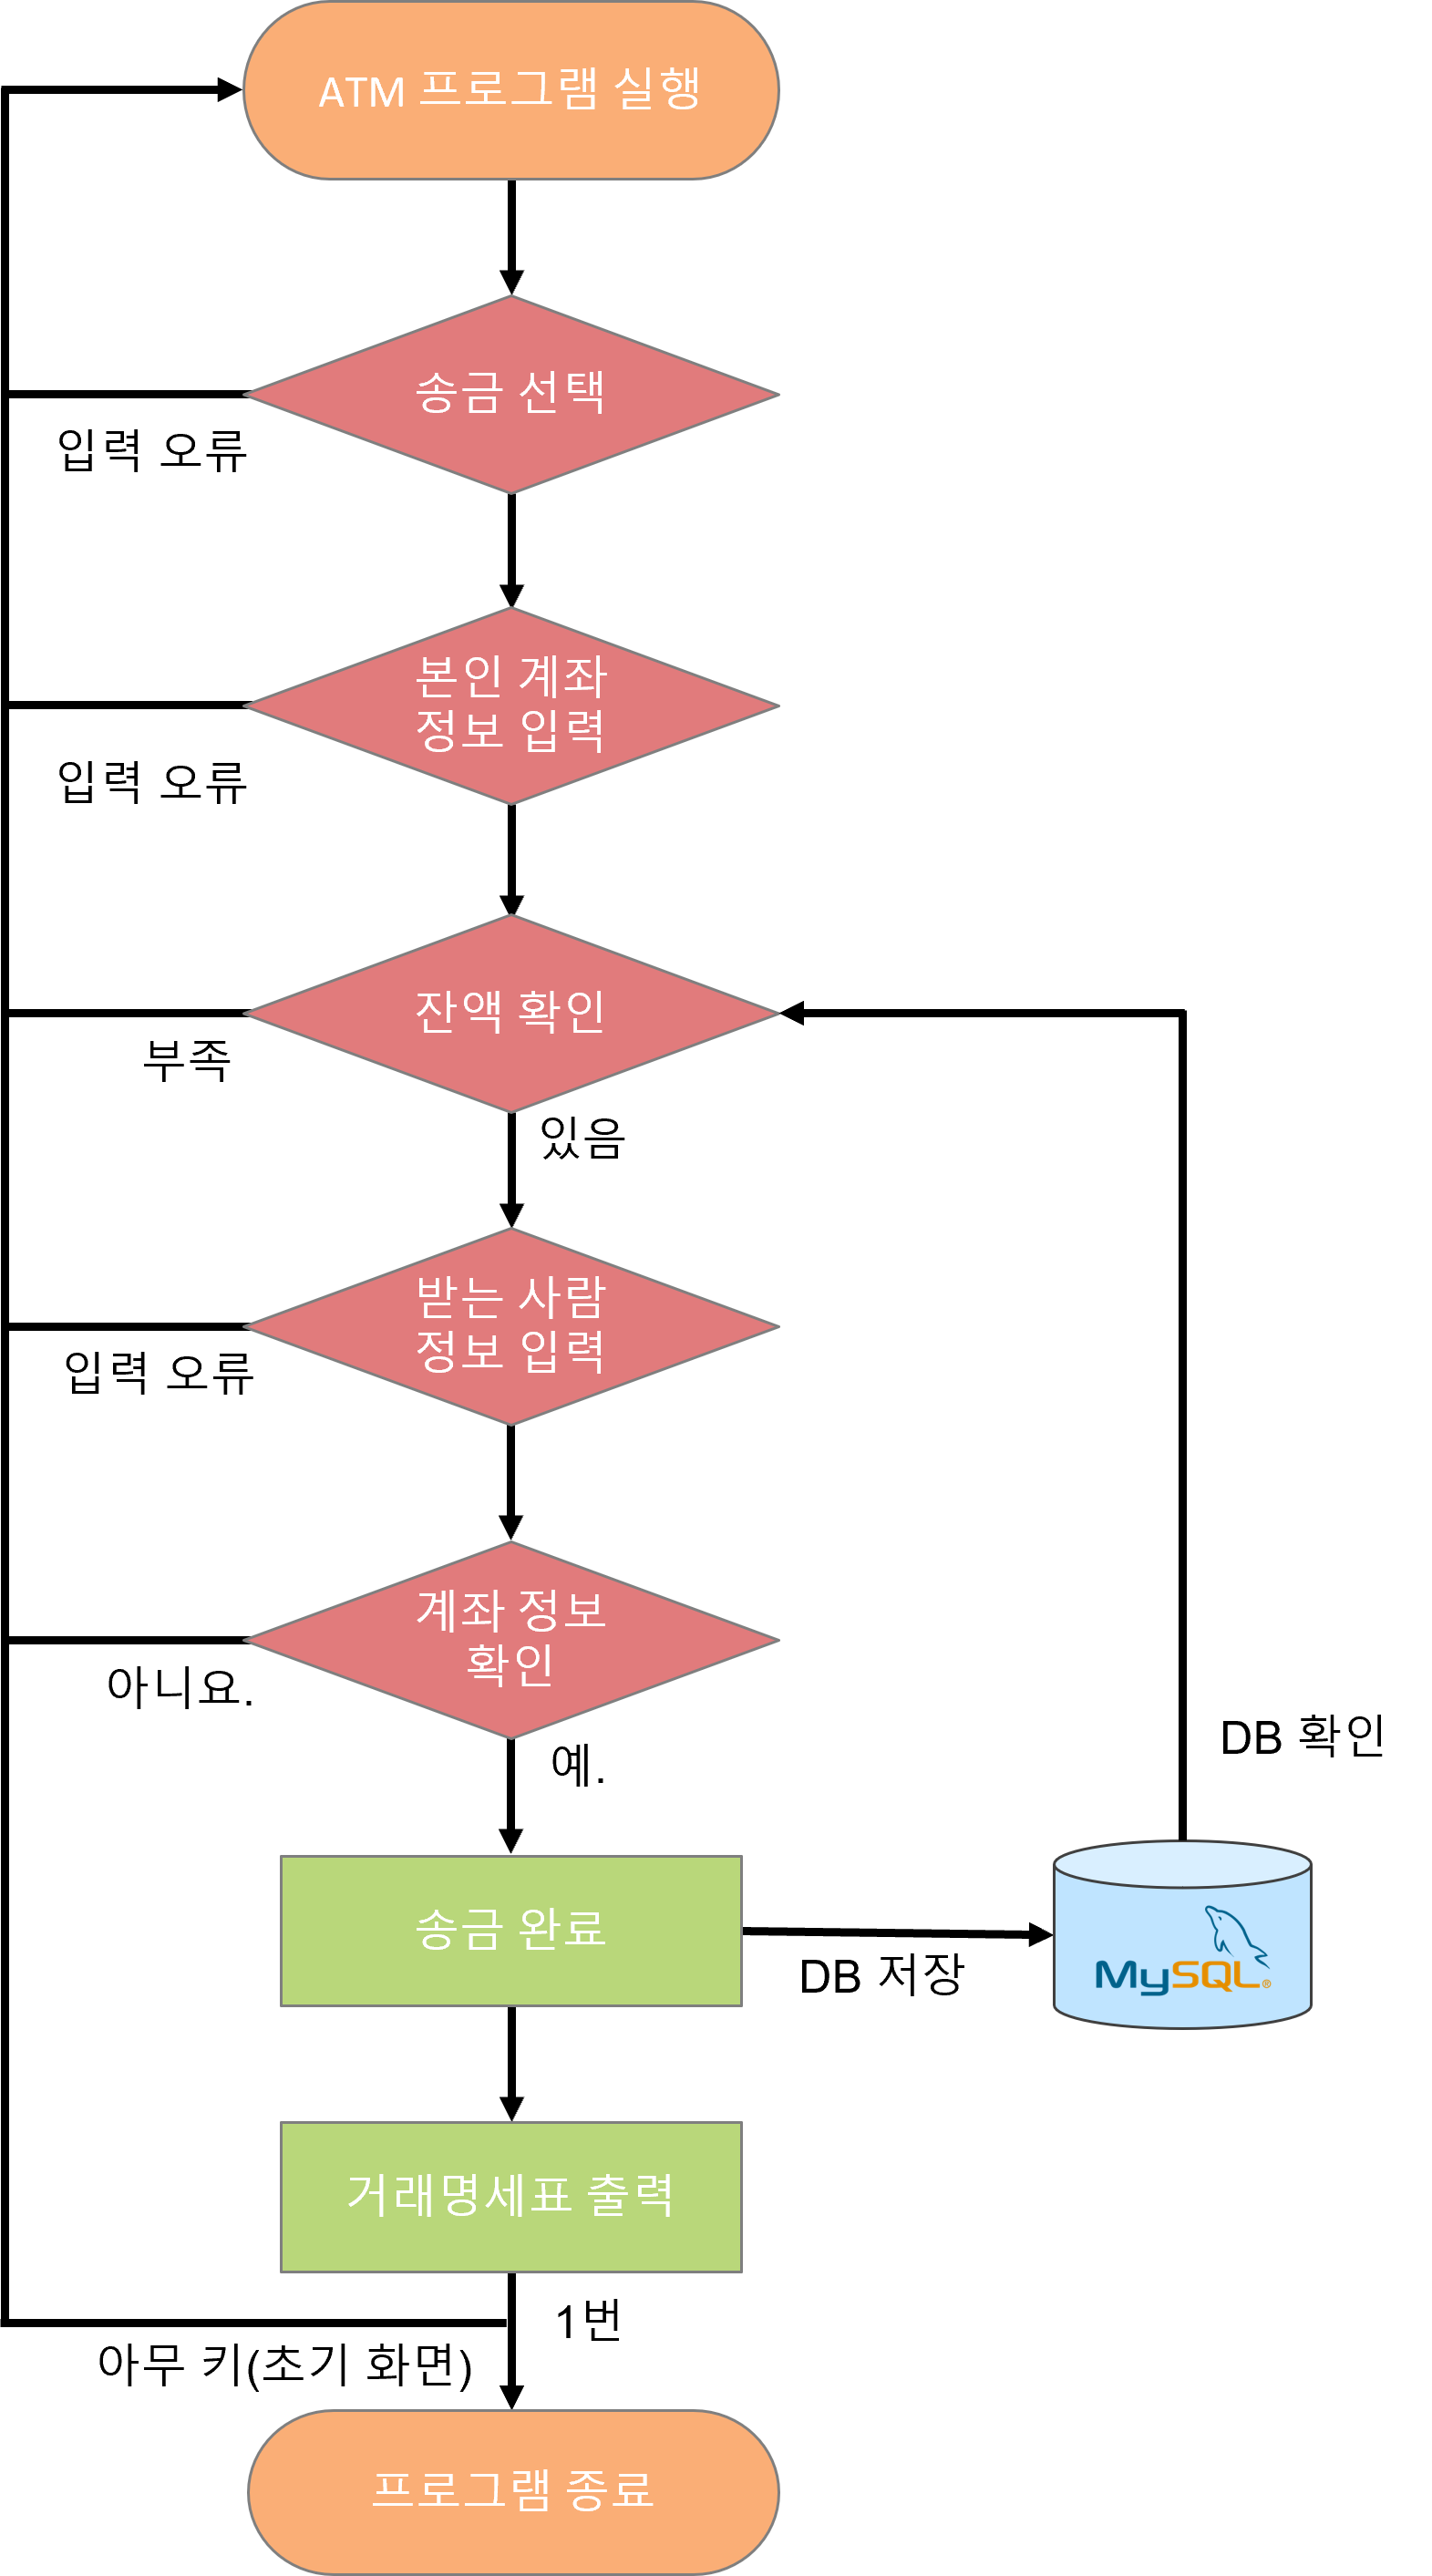 ATM 프로그램 실행
송금 선택
입력 오류
본인 계좌
정보 입력
입력 오류
잔액 확인
부족
있음
받는 사람
정보 입력
입력 오류
계좌 정보
확인
아니요.
예.
DB 확인
송금 완료
DB 저장
MySQL®
거래명세표 출력
1번
아무 키(초기 화면)
프로그램 종료